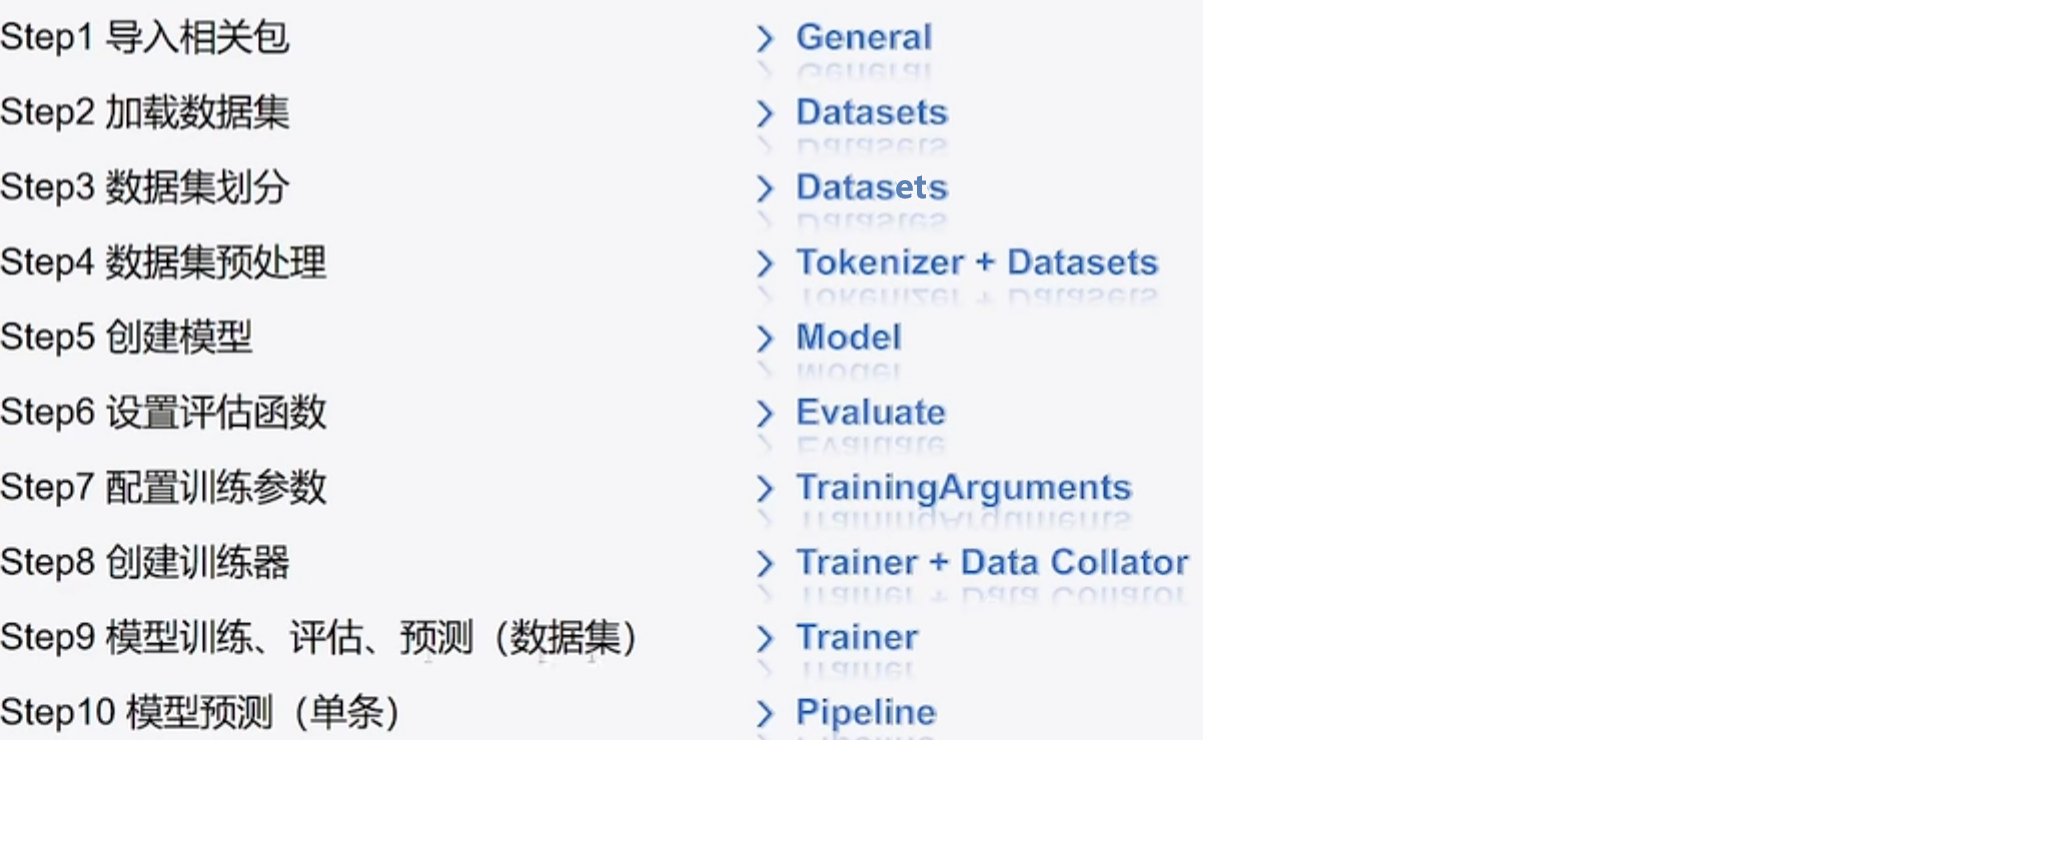 Step1 导入相关包 > General
Step2 加载数据集 > Datasets
Step3 数据集划分 > Datasets
Step4 数据集预处理 > Tokenizer + Datasets
Step5 创建模型 > Model
Step6 设置评估函数 > Evaluate
Step7 配置训练参数 > TrainingArguments
Step8 创建训练器 > Trainer + Data Collator
Step9 模型训练、评估、预测（数据集） > Trainer
Step10 模型预测（单条） > Pipeline